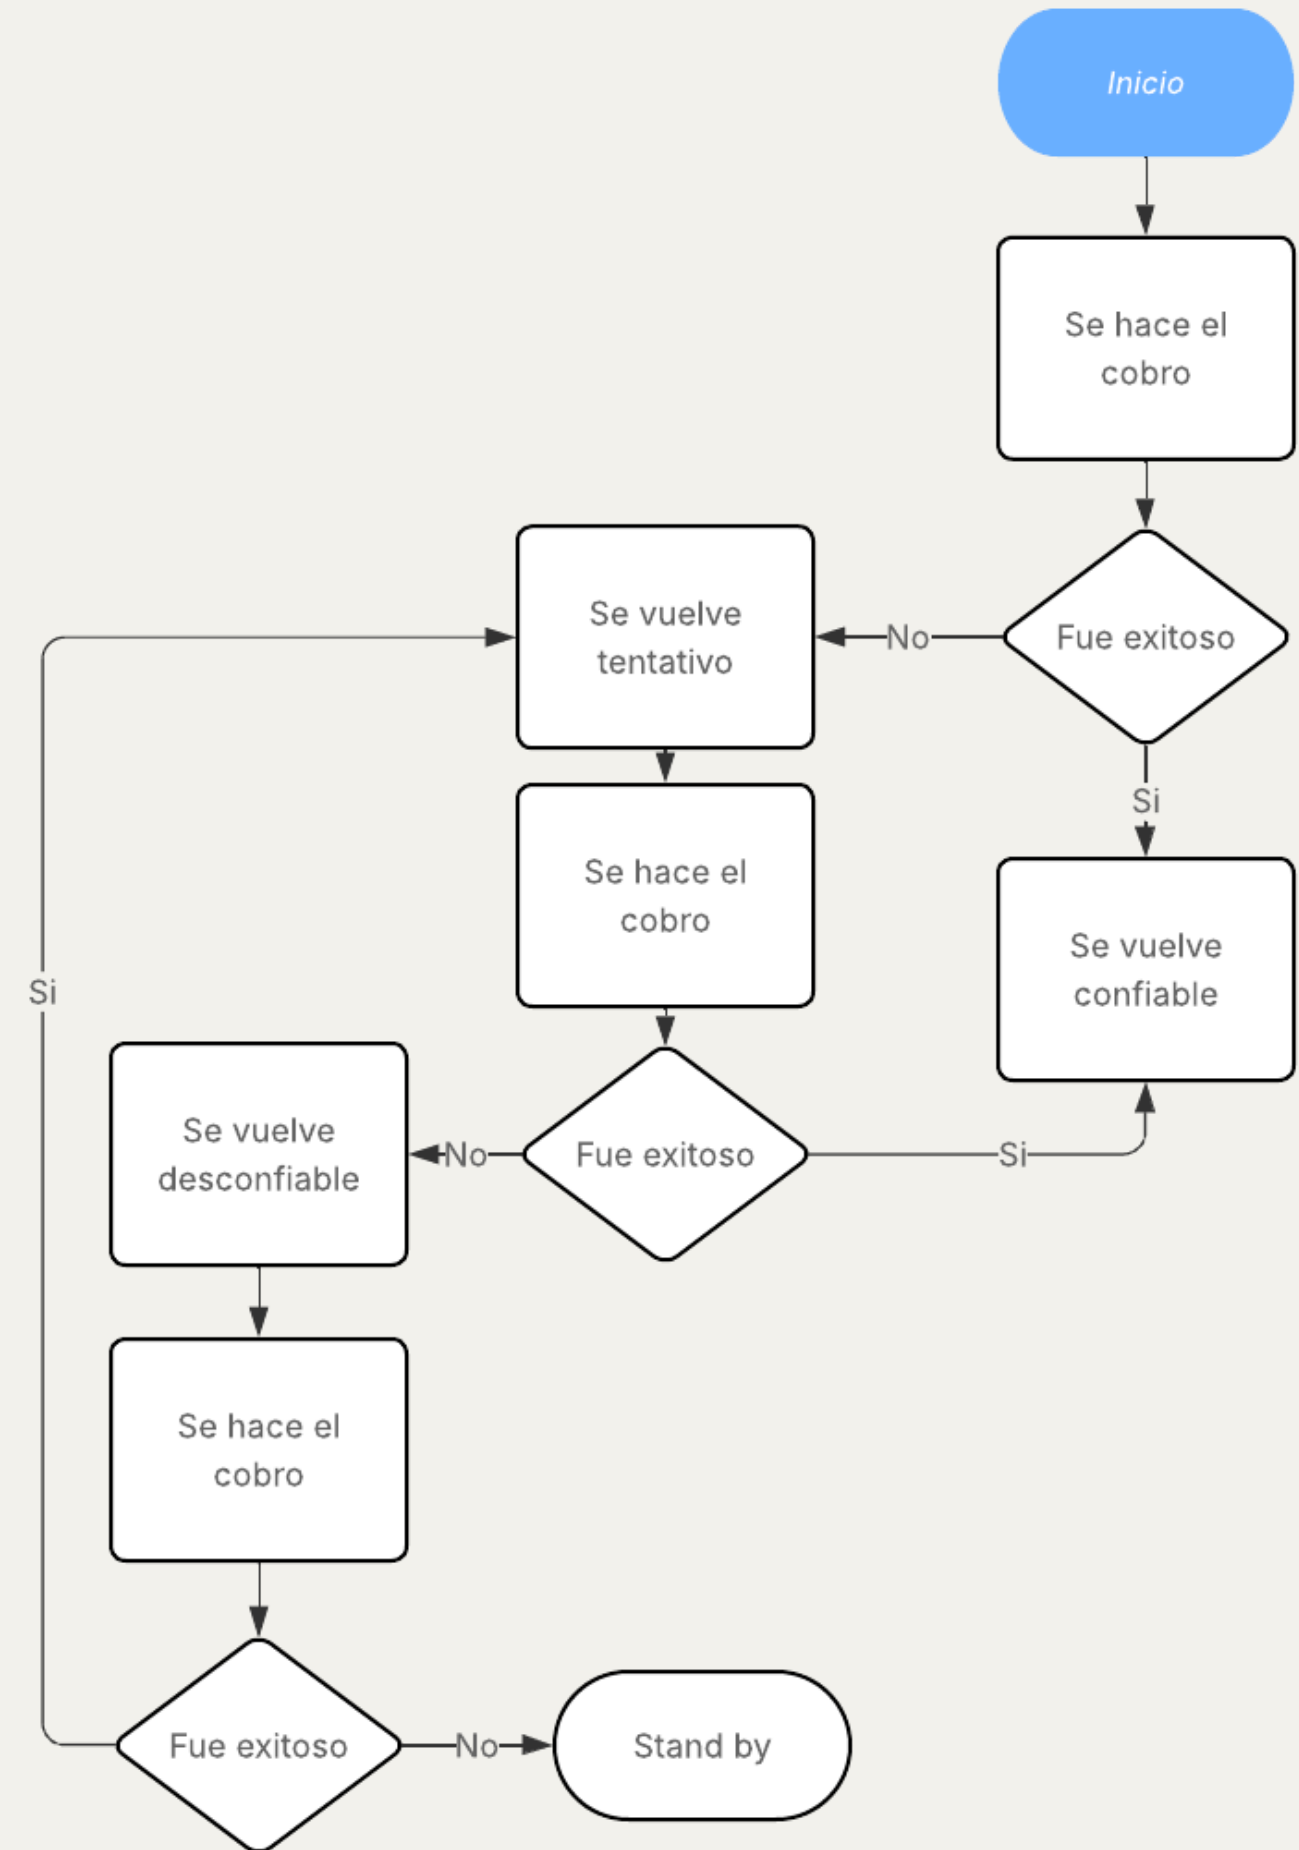 Inicio
Se hace el
cobro
Fue exitoso
No
Si
Se vuelve
tentativo
Se hace el
cobro
Se vuelve
confiable
Fue exitoso
No
Si
Si
Se vuelve
desconfiable
Se hace el
cobro
Fue exitoso
No
Stand by